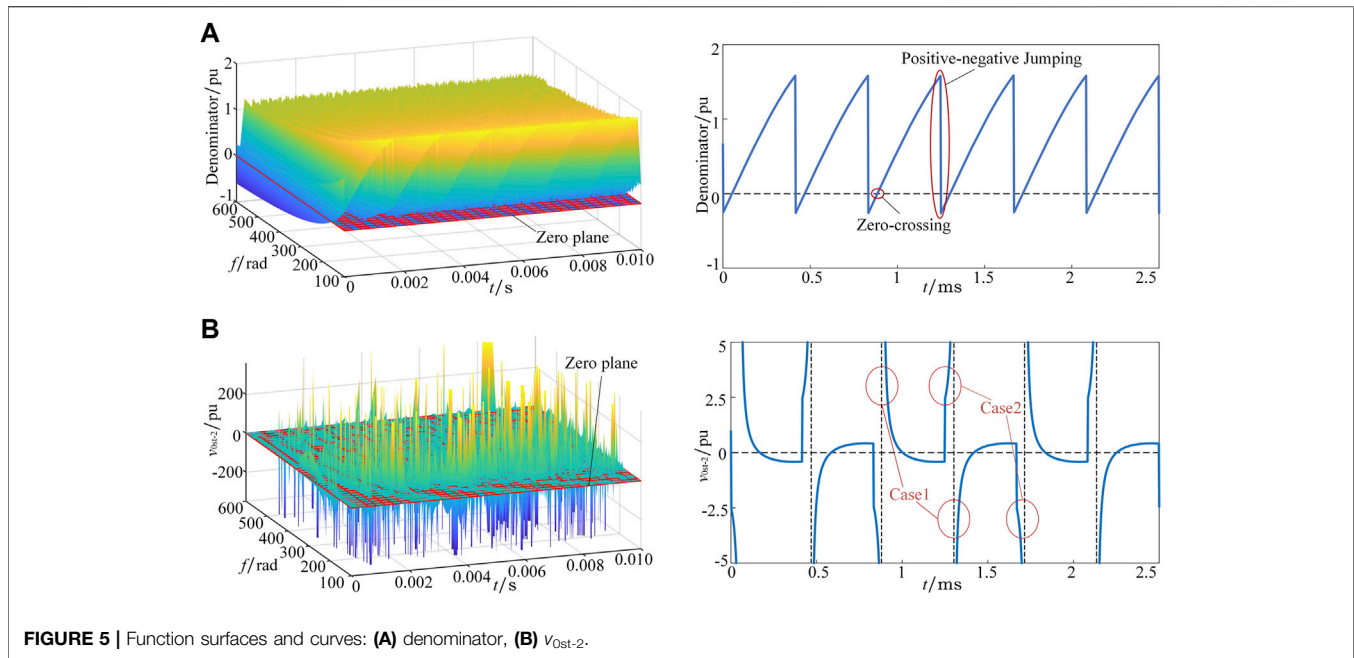 A
2
1
0
-1
Denominator/pu
600
500
400
300
200
100
f/rad
0
0.002
0.004
0.006
0.008
0.010
t/s
Zero plane
2
1
0
-1
Denominator/pu
Positive-negative Jumping
Zero-crossing
0
0.5
1
1.5
2
2.5
t/ms
B
200
0
-200
v0st-2/pu
600
500
400
300
200
100
f/rad
0
0.002
0.004
0.006
0.008
0.010
t/s
Zero plane
5
2.5
0
-2.5
-5
v0st-2/pu
Case1
Case2
0
0.5
1
1.5
2
2.5
t/ms
FIGURE 5 | Function surfaces and curves: (A) denominator, (B) v0st-2.